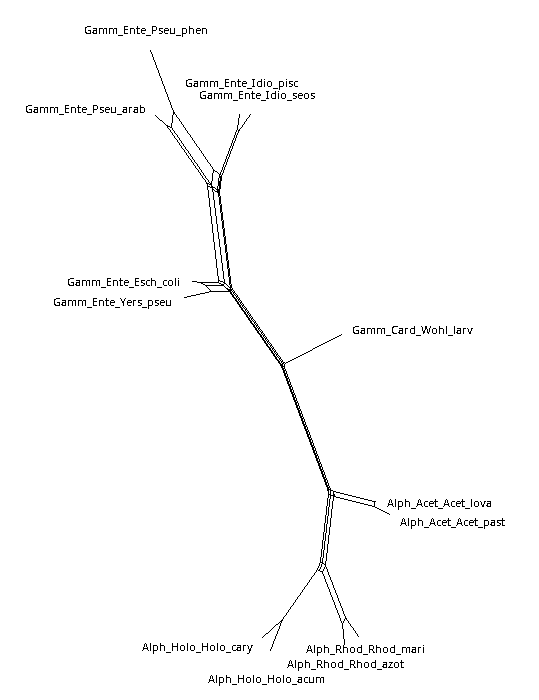 Gamm_Ente_Pseu_phen
Gamm_Ente_Idio_pisc
Gamm_Ente_Idio_seos
Gamm_Ente_Pseu_arab
Gamm_Ente_Esch_coli
Gamm_Ente_Yers_pseu
Gamm_Card_Wohl_larv
Alph_Acet_Acet_lova
Alph_Acet_Acet_past
Alph_Holo_Holo_cary
Alph_Rhod_Rhod_mari
Alph_Rhod_Rhod_azot
Alph_Holo_Holo_acum